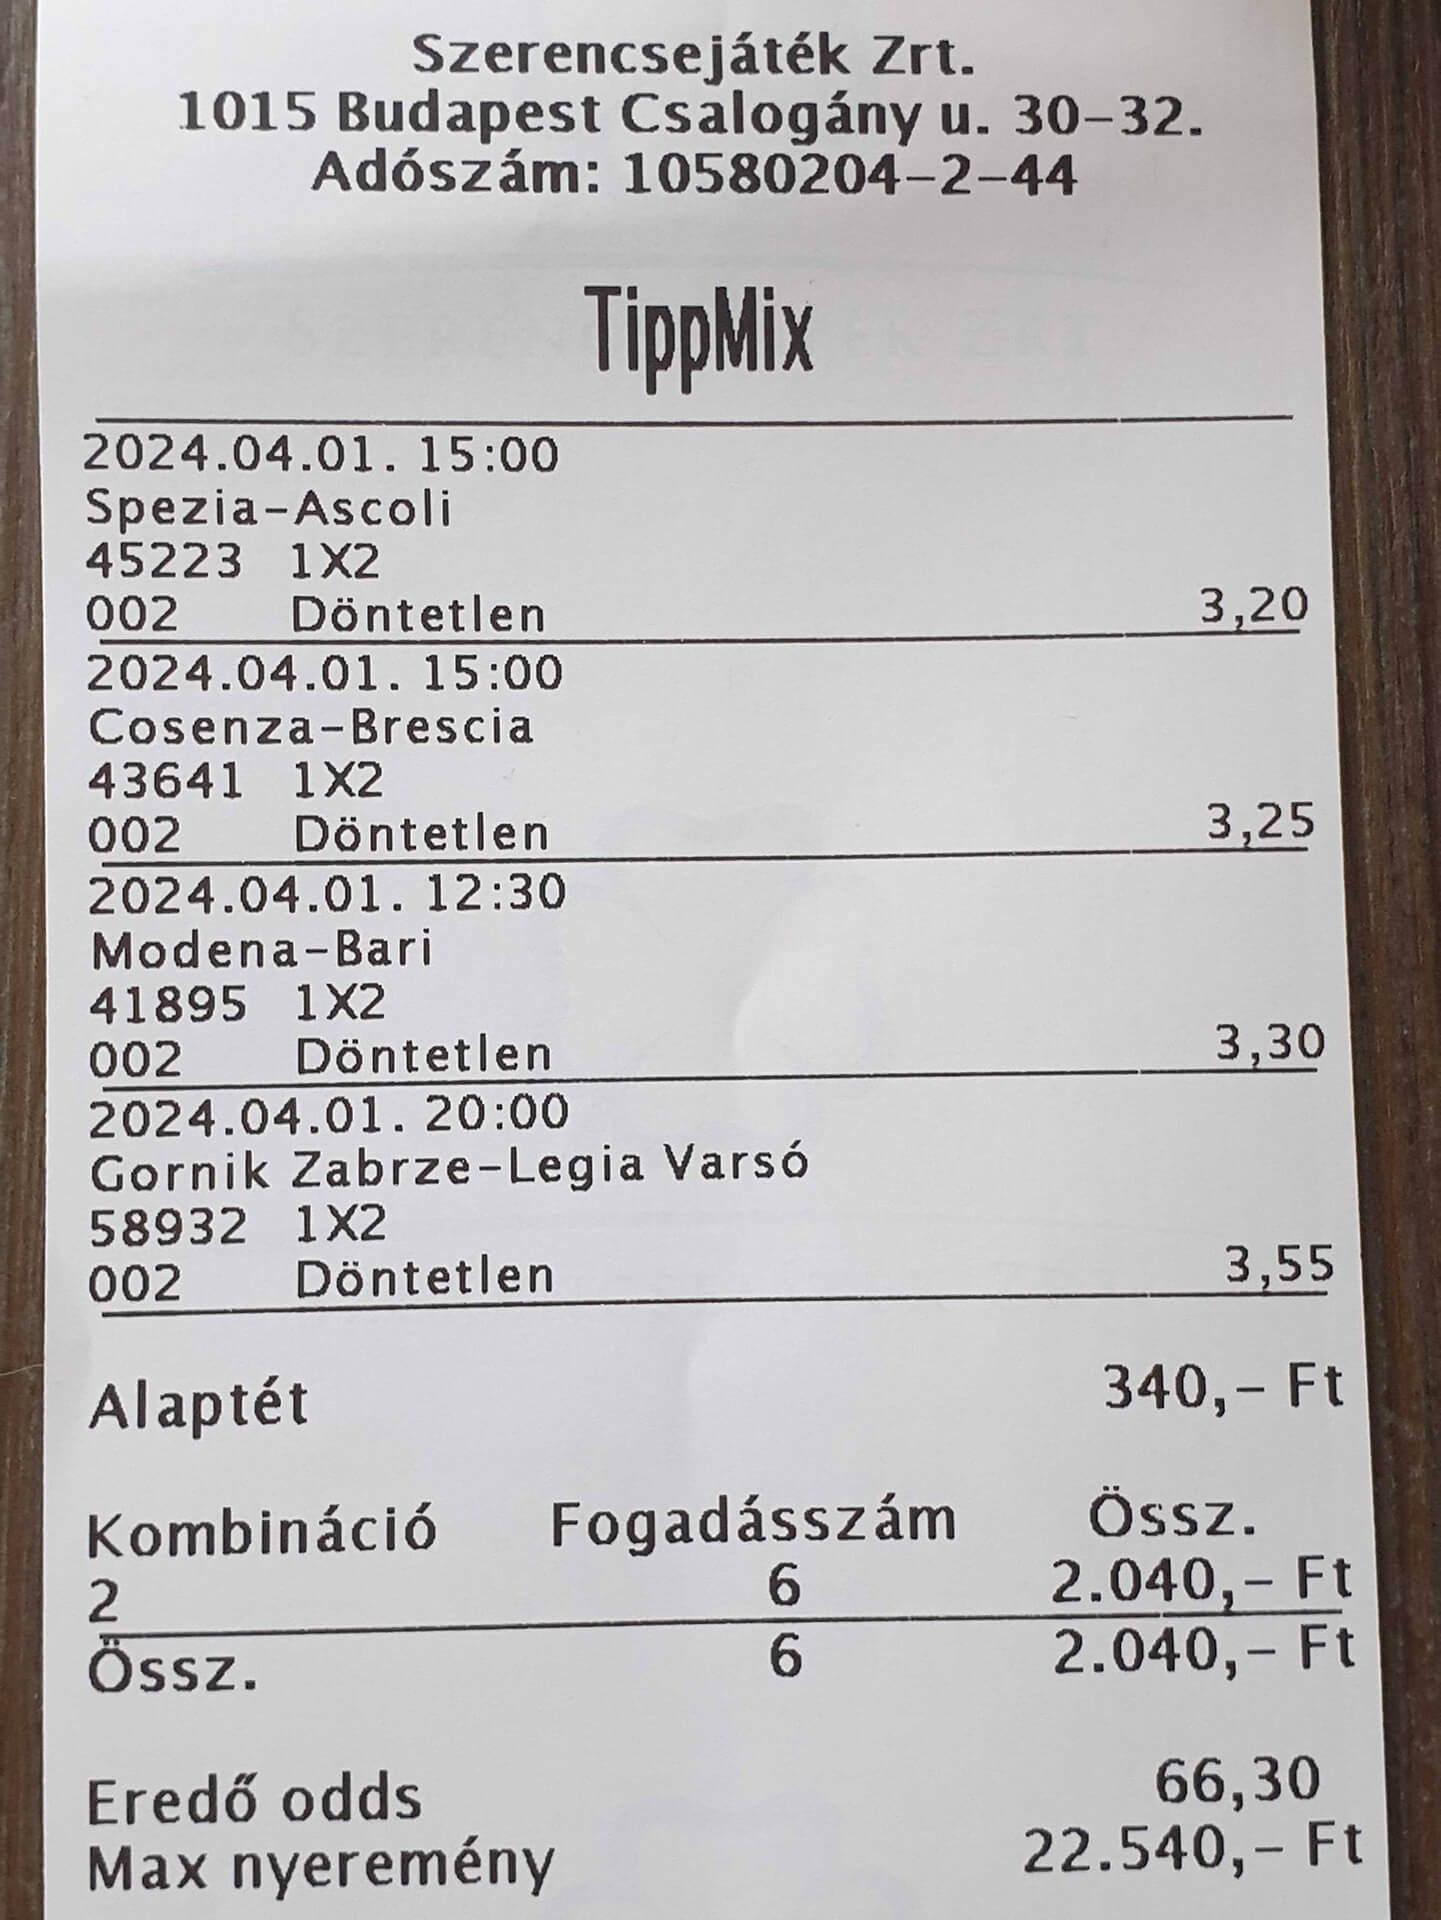 Szerencsejáték Zrt.
1015 Budapest Csalogány u. 30-32.
Adószám: 10580204-2-44
TippMix
2024.04.01. 15:00
Spezia-Ascoli
45223 1X2
002 Döntetlen 3,20
2024.04.01. 15:00
Cosenza-Brescia
43641 1X2
002 Döntetlen 3,25
2024.04.01. 12:30
Modena-Bari
41895 1X2
002 Döntetlen 3,30
2024.04.01. 20:00
Gornik Zabrze-Legia Varsó
58932 1X2
002 Döntetlen 3,55
Alaptét 340,- Ft
Kombináció Fogadásszám Össz.
2 6 2.040,- Ft
Össz. 6 2.040,- Ft
Eredő odds 66,30
Max nyeremény 22.540,- Ft